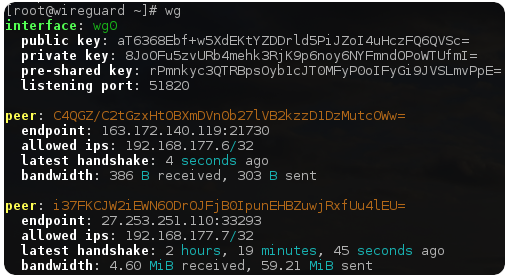 [root@wireguard ~]# wg
interface: wg0
public key: aT6368Ebf+w5XdEKtYZDDrld5PiJZoI4uHczFQ6QVSc=
private key: 8JoOFu5zvURb4mehk3RjK9p6noy6NYFmndOPoWTUfmI=
pre-shared key: rPmnkyc3QTRBpsOyb1cJTOMFyPOoIFyGi9JVSLmvPpE=
listening port: 51820
peer: C4QGZ/C2tGzxHtOBXmDVn0b27lVB2kzzD1DzMutcOWw=
endpoint: 163.172.140.119:21730
allowed ips: 192.168.177.6/32
latest handshake: 4 seconds ago
bandwidth: 386 B received, 303 B sent
peer: i37FKCJW2iEWN6ODrOJFjBOIpunEHBZuwjRxfUu4lEU=
endpoint: 27.253.251.110:33293
allowed ips: 192.168.177.7/32
latest handshake: 2 hours, 19 minutes, 45 seconds ago
bandwidth: 4.60 MiB received, 59.21 MiB sent